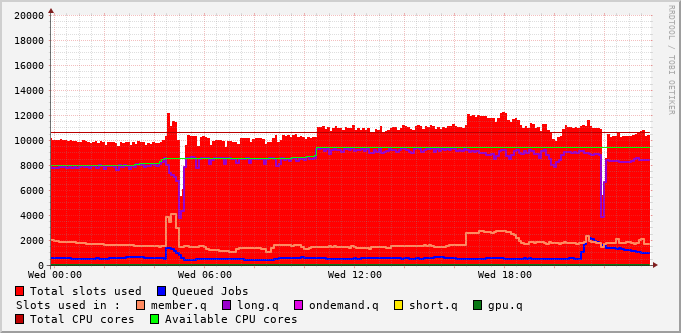 20000
18000
16000
14000
12000
10000
8000
6000
4000
2000
0
Wed 00:00 Wed 06:00 Wed 12:00 Wed 18:00
Total slots used Queued Jobs
Slots used in : member.q long.q ondemand.q short.q gpu.q
Total CPU cores Available CPU cores
RRDTOOL / TOBI OETIKER